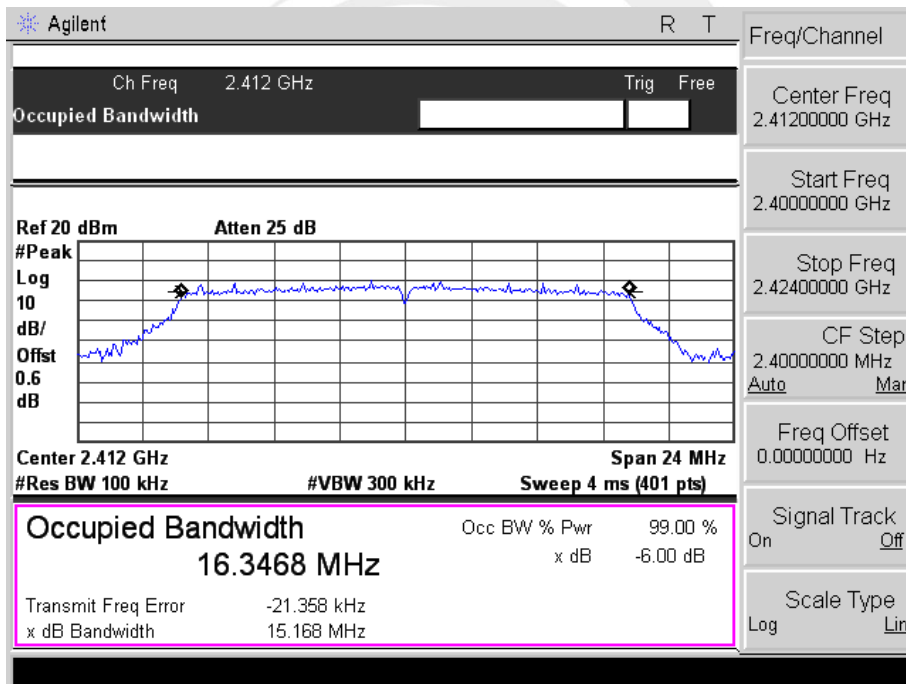 Agilent R T
Ch Freq 2.412 GHz Trig Free
Occupied Bandwidth
Ref 20 dBm Atten 25 dB
#Peak
Log
10
dB/
Offst
0.6
dB
Center 2.412 GHz Span 24 MHz
#Res BW 100 kHz #VBW 300 kHz Sweep 4 ms (401 pts)
Occupied Bandwidth
16.3468 MHz
Occ BW % Pwr 99.00 %
x dB -6.00 dB
Transmit Freq Error -21.358 kHz
x dB Bandwidth 15.168 MHz
Freq/Channel
Center Freq
2.41200000 GHz
Start Freq
2.40000000 GHz
Stop Freq
2.42400000 GHz
CF Step
2.40000000 MHz
Auto Man
Freq Offset
0.00000000 Hz
Signal Track
On Off
Scale Type
Log Lin